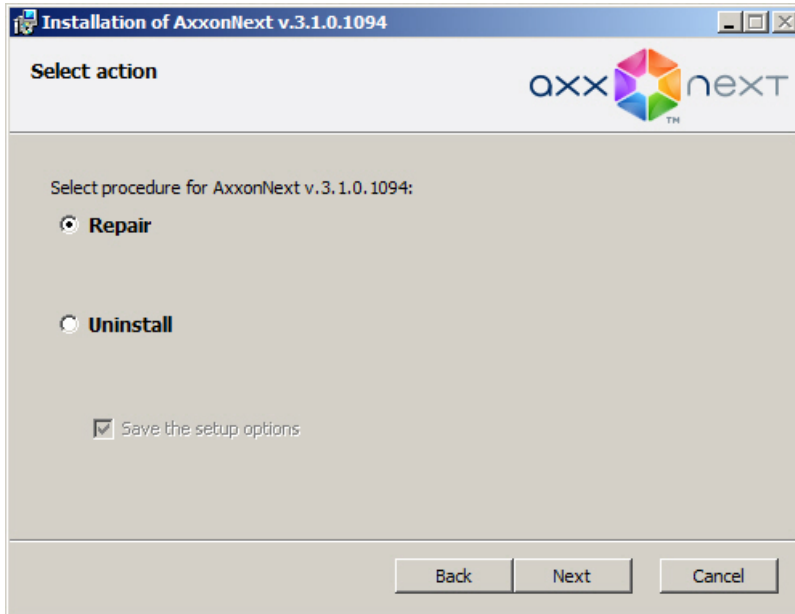 Installation of AxxonNext v.3.1.0.1094
Select action
axx next
TM
Select procedure for AxxonNext v.3.1.0.1094:
Repair
Uninstall
Save the setup options
Back Next Cancel